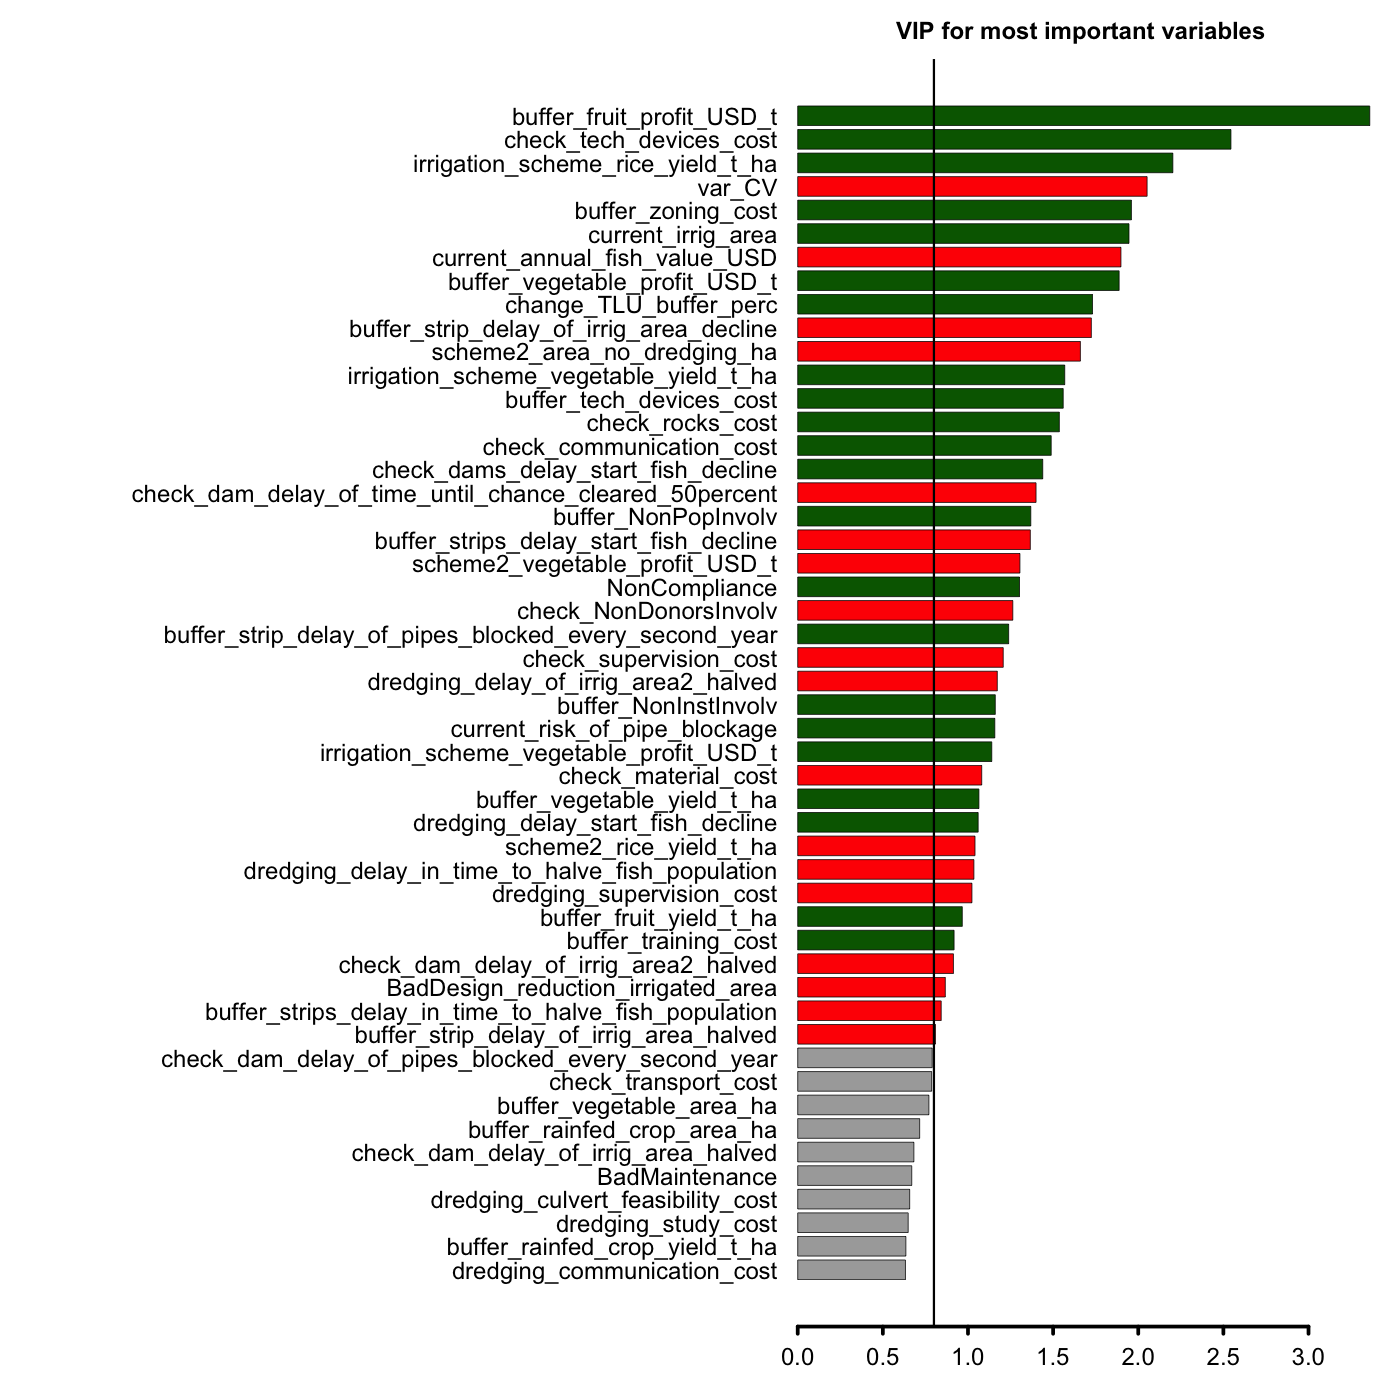 VIP for most important variables
buffer_fruit_profit_USD_t
check_tech_devices_cost
irrigation_scheme_rice_yield_t_ha
var_CV
buffer_zoning_cost
current_irrig_area
current_annual_fish_value_USD
buffer_vegetable_profit_USD_t
change_TLU_buffer_perc
buffer_strip_delay_of_irrig_area_decline
scheme2_area_no_dredging_ha
irrigation_scheme_vegetable_yield_t_ha
buffer_tech_devices_cost
check_rocks_cost
check_communication_cost
check_dams_delay_start_fish_decline
check_dam_delay_of_time_until_chance_cleared_50percent
buffer_NonPopInvolv
buffer_strips_delay_start_fish_decline
scheme2_vegetable_profit_USD_t
NonCompliance
check_NonDonorsInvolv
buffer_strip_delay_of_pipes_blocked_every_second_year
check_supervision_cost
dredging_delay_of_irrig_area2_halved
buffer_NonInstInvolv
current_risk_of_pipe_blockage
irrigation_scheme_vegetable_profit_USD_t
check_material_cost
buffer_vegetable_yield_t_ha
dredging_delay_start_fish_decline
scheme2_rice_yield_t_ha
dredging_delay_in_time_to_halve_fish_population
dredging_supervision_cost
buffer_fruit_yield_t_ha
buffer_training_cost
check_dam_delay_of_irrig_area2_halved
BadDesign_reduction_irrigated_area
buffer_strips_delay_in_time_to_halve_fish_population
buffer_strip_delay_of_irrig_area_halved
check_dam_delay_of_pipes_blocked_every_second_year
check_transport_cost
buffer_vegetable_area_ha
buffer_rainfed_crop_area_ha
check_dam_delay_of_irrig_area_halved
BadMaintenance
dredging_culvert_feasibility_cost
dredging_study_cost
buffer_rainfed_crop_yield_t_ha
dredging_communication_cost
0.0 0.5 1.0 1.5 2.0 2.5 3.0